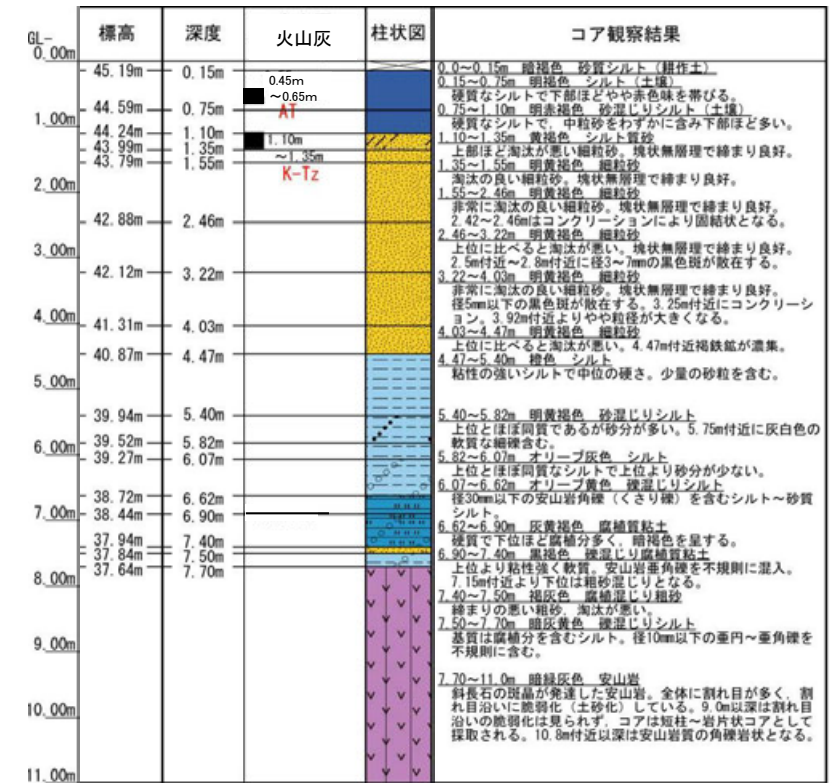 標高 深度 火山灰 柱状図 コア観察結果
GL-
0.00m
1.00m
2.00m
3.00m
4.00m
5.00m
6.00m
7.00m
8.00m
9.00m
10.00m
11.00m
45.19m 0.15m
44.59m 0.75m
44.24m 1.10m
43.99m 1.35m
43.79m 1.55m
42.88m 2.46m
42.12m 3.22m
41.31m 4.03m
40.87m 4.47m
39.94m 5.40m
39.52m 5.82m
39.27m 6.07m
38.72m 6.62m
38.44m 6.90m
37.94m 7.40m
37.84m 7.50m
37.64m 7.70m
0.45m
～0.65m
AT
1.10m
～1.35m
K-Tz
0.0～0.15m 暗褐色 砂質シルト（耕作土）
0.15～0.75m 明褐色 シルト（土壌）
硬質なシルトで下部ほどやや赤色味を帯びる。
0.75～1.10m 明赤褐色 砂混じりシルト（土壌）
硬質なシルトで，中粒砂をわずかに含み下部ほど多い。
1.10～1.35m 黄褐色 シルト質砂
上部ほど淘汰が悪い細粒砂。塊状無層理で締まり良好。
1.35～1.55m 明黄褐色 細粒砂
淘汰の良い細粒砂。塊状無層理で締まり良好。
1.55～2.46m 明黄褐色 細粒砂
非常に淘汰の良い細粒砂。塊状無層理で締まり良好。
2.42～2.46mはコンクリーションにより固結状となる。
2.46～3.22m 明黄褐色 細粒砂
上位に比べると淘汰が悪い。塊状無層理で締まり良好。
2.5m付近～2.8m付近に径3～7mmの黒色斑が散在する。
3.22～4.03m 明黄褐色 細粒砂
非常に淘汰の良い細粒砂。塊状無層理で締まり良好。
径5mm以下の黒色斑が散在する。3.25m付近にコンクリーシ
ョン。3.92m付近よりやや粒径が大きくなる。
4.03～4.47m 明黄褐色 細粒砂
上位に比べると淘汰が悪い。4.47m付近褐鉄鉱が濃集。
4.47～5.40m 橙色 シルト
粘性の強いシルトで中位の硬さ。少量の砂粒を含む。
5.40～5.82m 明黄褐色 砂混じりシルト
上位とほぼ同質であるが砂分が多い。5.75m付近に灰白色の
軟質な細礫含む。
5.82～6.07m オリーブ灰色 シルト
上位とほぼ同質なシルトで上位より砂分が少ない。
6.07～6.62m オリーブ黄色 礫混じりシルト
径30mm以下の安山岩角礫（くさり礫）を含むシルト～砂質
シルト。
6.62～6.90m 灰黄褐色 腐植質粘土
硬質で下位ほど腐植分多く，暗褐色を呈する。
6.90～7.40m 黒褐色 礫混じり腐植質粘土
上位より粘性強く軟質。安山岩亜角礫を不規則に混入。
7.15m付近より下位は粗砂混じりとなる。
7.40～7.50m 褐灰色 腐植混じり粗砂
締まりの悪い粗砂，淘汰が悪い。
7.50～7.70m 暗灰黄色 礫混じりシルト
基質は腐植分を含むシルト。径10mm以下の亜円～亜角礫を
不規則に含む。
7.70～11.0m 暗緑灰色 安山岩
斜長石の斑晶が発達した安山岩。全体に割れ目が多く，割
れ目沿いに脆弱化（土砂化）している。9.0m以深は割れ目
沿いの脆弱化は見られず，コアは短柱～岩片状コアとして
採取される。10.8m付近以深は安山岩質の角礫岩状となる。